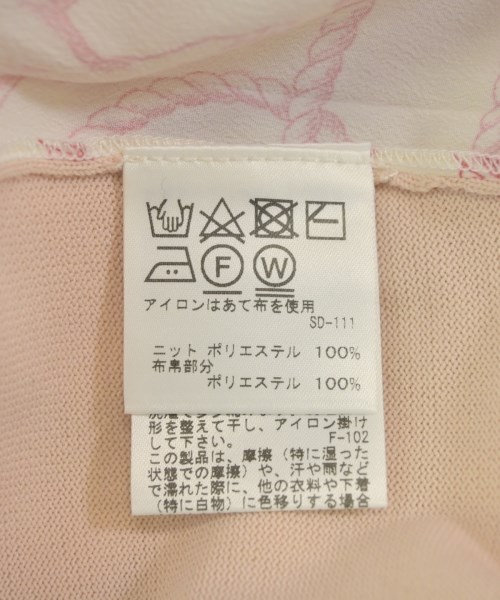 F W
アイロンはあて布を使用
SD-111
ニット ポリエステル 100%
布帛部分
ポリエステル 100%
形を整えて干し、アイロン掛け
して下さい。 F-102
この製品は、摩擦（特に湿った
状態での摩擦）や、汗や雨など
で濡れた際に、他の衣料や下着
（特に白物）に色移りする場合